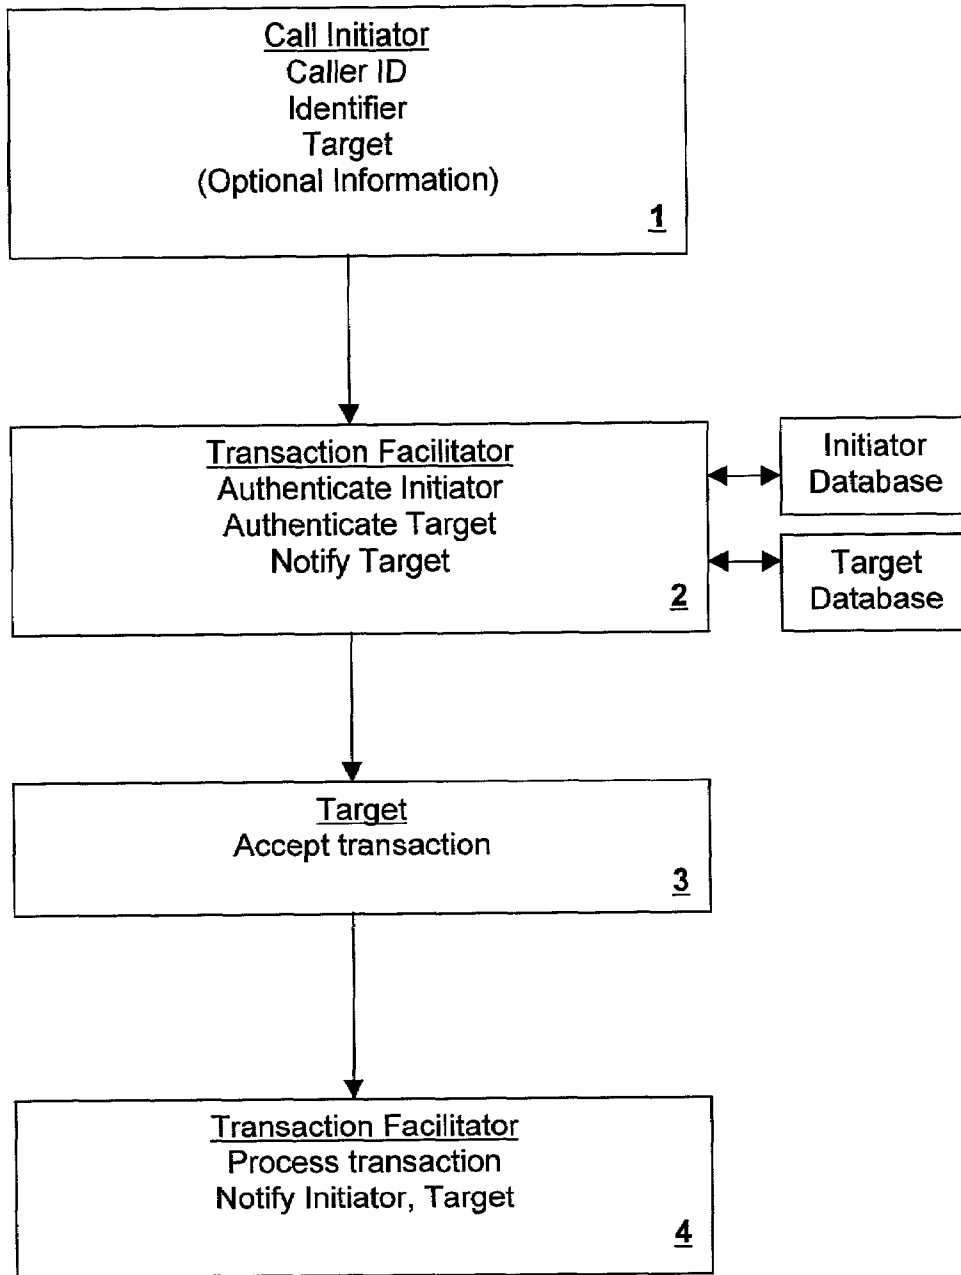 Call Initiator
Caller ID
Identifier
Target
(Optional Information)
1
Transaction Facilitator
Authenticate Initiator
Authenticate Target
Notify Target
2
Initiator
Database
Target
Database
Target
Accept transaction
3
Transaction Facilitator
Process transaction
Notify Initiator, Target
4